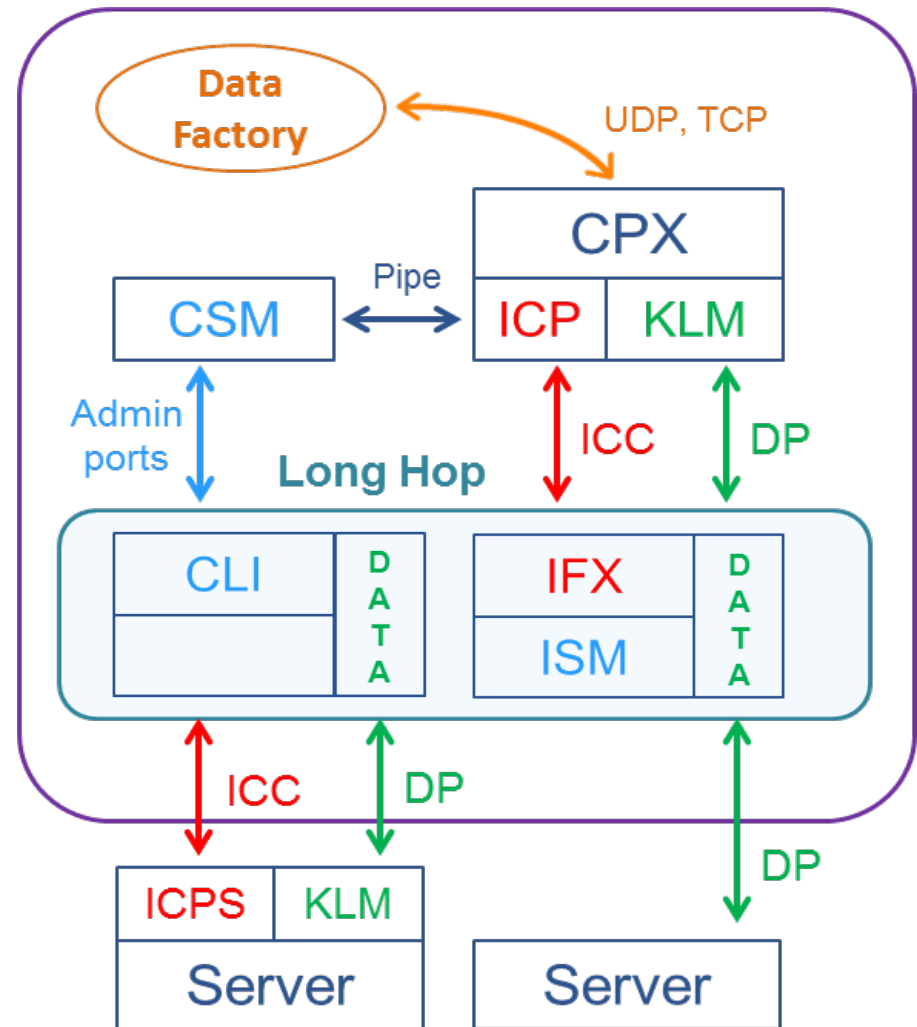 Data
Factory
UDP, TCP
CPX
Pipe
CSM
ICP
KLM
Admin
ports
ICC
DP
Long Hop
CLI
D
A
T
A
IFX
ISM
D
A
T
A
ICC
DP
DP
ICPS
KLM
Server
Server